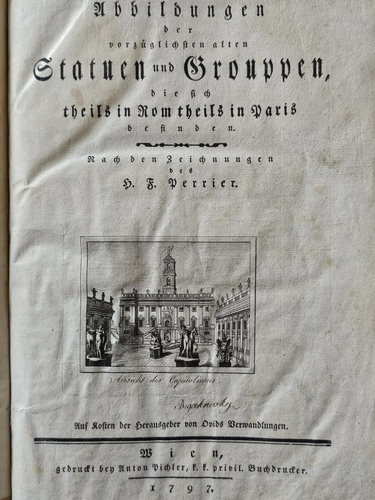 Abbildungen
der
vorzüglichsten alten
Statuen und Grouppen,
die sich
theils in Rom theils in Paris
befinden.
Nach den Zeichnungen
des
H. F. Perrier.
Ansicht des Capitoliums
Auf Kosten der Herausgeber von Ovids Verwandlungen.
Wien,
gedruckt bey Anton Pichler, k. k. privil. Buchdrucker.
1797.